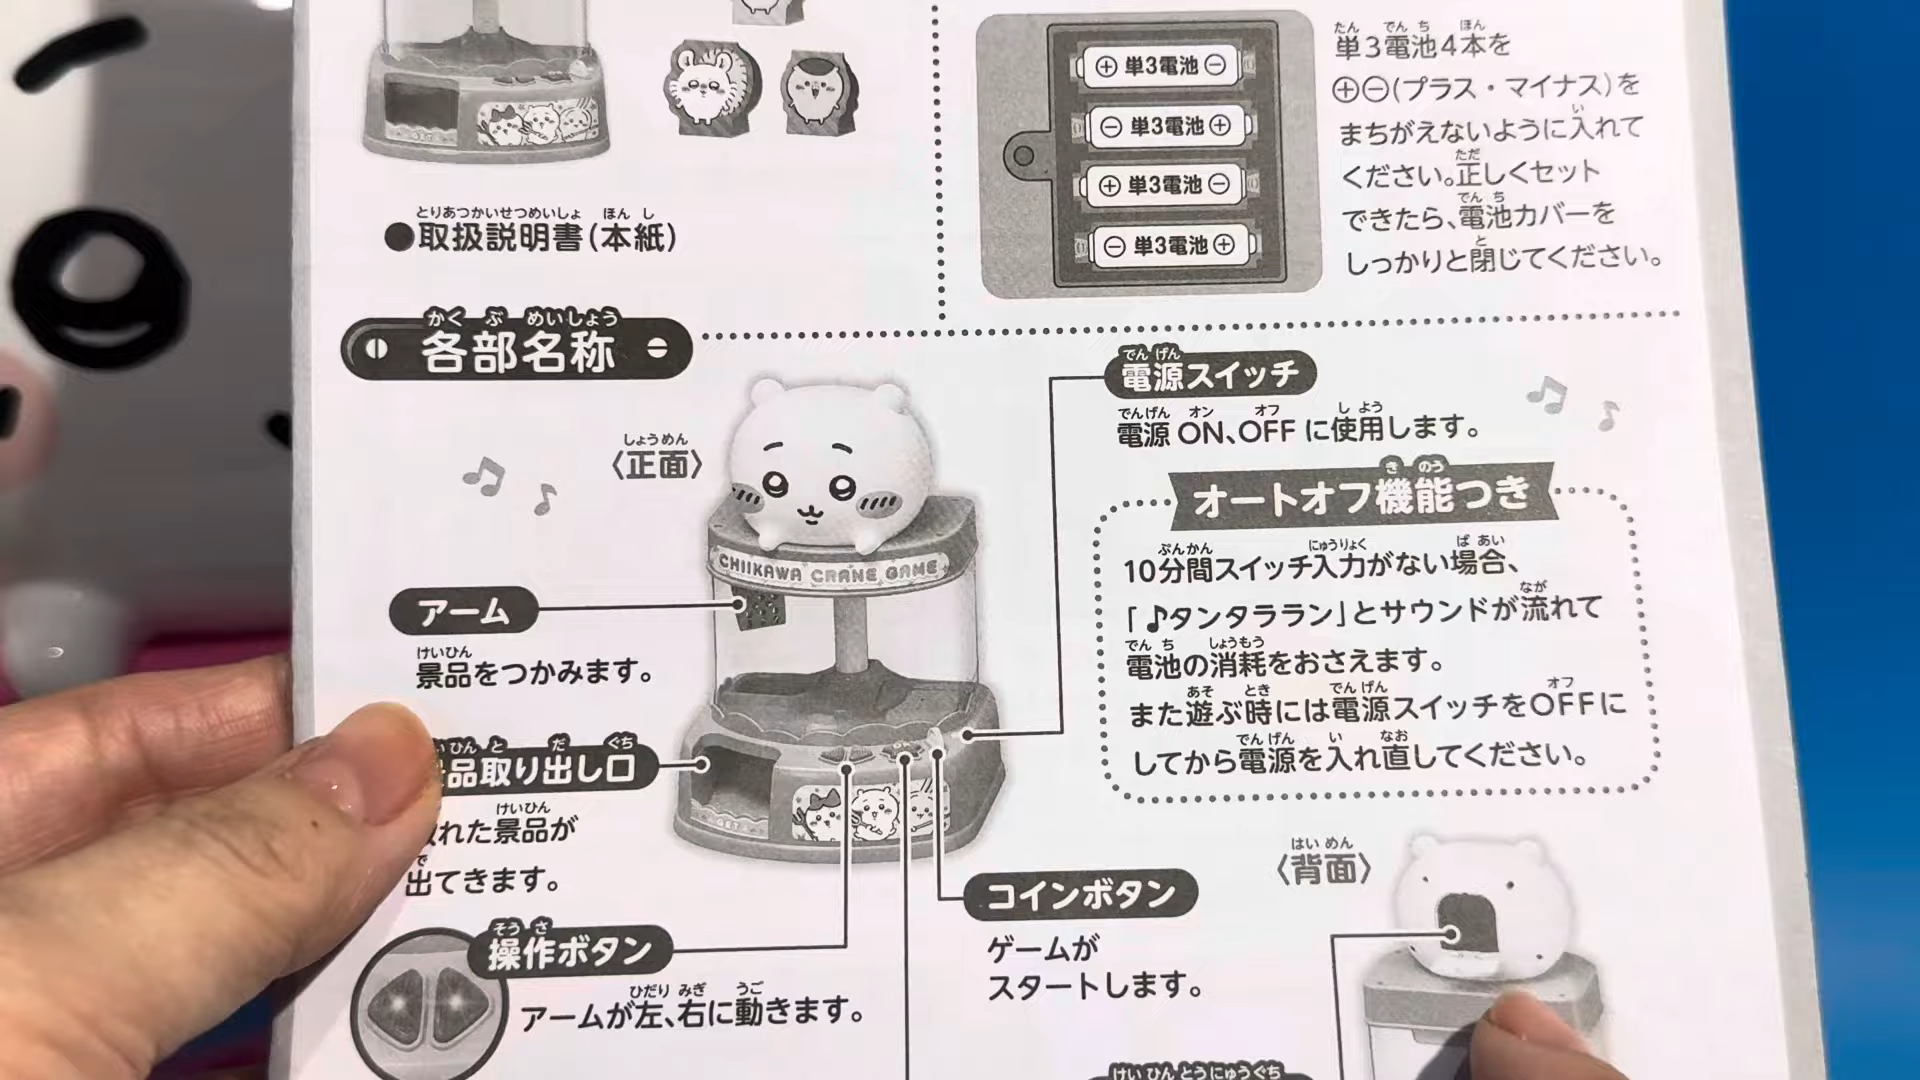 ●取扱説明書(本紙)
単3電池
単3電池
単3電池
単3電池
単3電池4本を
⊕⊖(プラス・マイナス)を
まちがえないように入れて
ください。正しくセット
できたら、電池カバーを
しっかりと閉じてください。
各部名称
〈正面〉
CHIIKAWA CRANE GAME
GET
アーム
景品をつかみます。
品取り出し口
れた景品が
出てきます。
操作ボタン
アームが左、右に動きます。
電源スイッチ
電源 ON、OFF に使用します。
オートオフ機能つき
10分間スイッチ入力がない場合、
「♪タンタララン」とサウンドが流れて
電池の消耗をおさえます。
また遊ぶ時には電源スイッチをOFFに
してから電源を入れ直してください。
コインボタン
ゲームが
スタートします。
〈背面〉
けいひんとうにゅうぐち